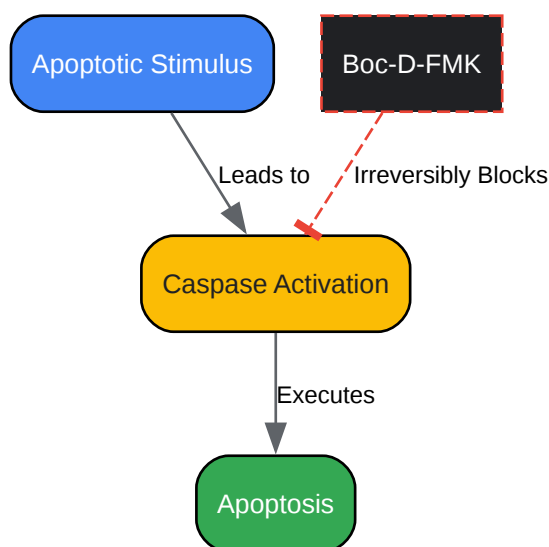 Apoptotic Stimulus
Boc-D-FMK
Leads to
Irreversibly Blocks
Caspase Activation
Executes
Apoptosis